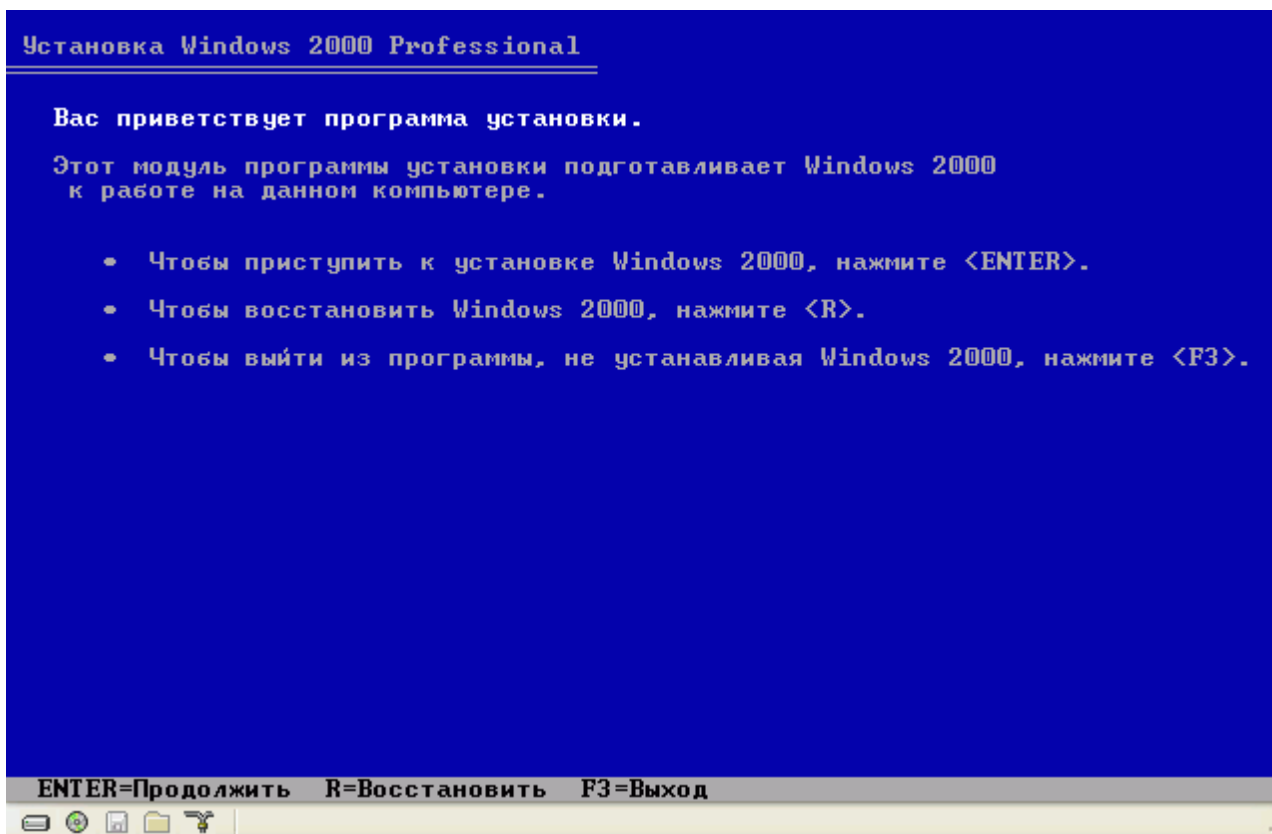 Установка Windows 2000 Professional
Вас приветствует программа установки.
Этот модуль программы установки подготавливает Windows 2000
к работе на данном компьютере.
• Чтобы приступить к установке Windows 2000, нажмите <ENTER>.
• Чтобы восстановить Windows 2000, нажмите <R>.
• Чтобы выйти из программы, не устанавливая Windows 2000, нажмите <F3>.
ENTER=Продолжить R=Восстановить F3=Выход